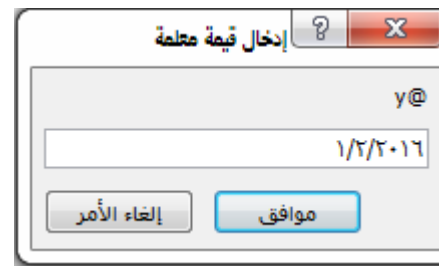 إدخال قيمة معلمة
y@
١/٢/٢٠١٦
موافق
إلغاء الأمر